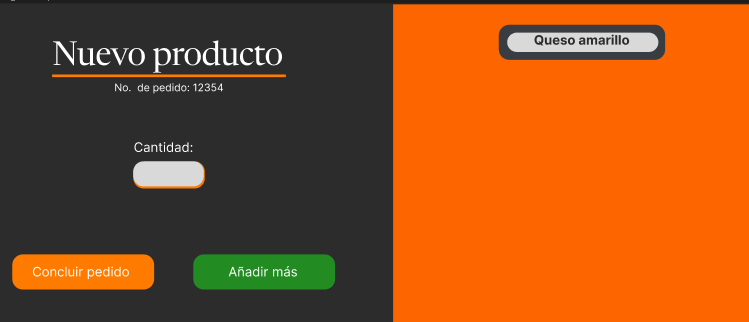 Nuevo producto
No. de pedido: 12354
Cantidad:
Concluir pedido
Añadir más
Queso amarillo